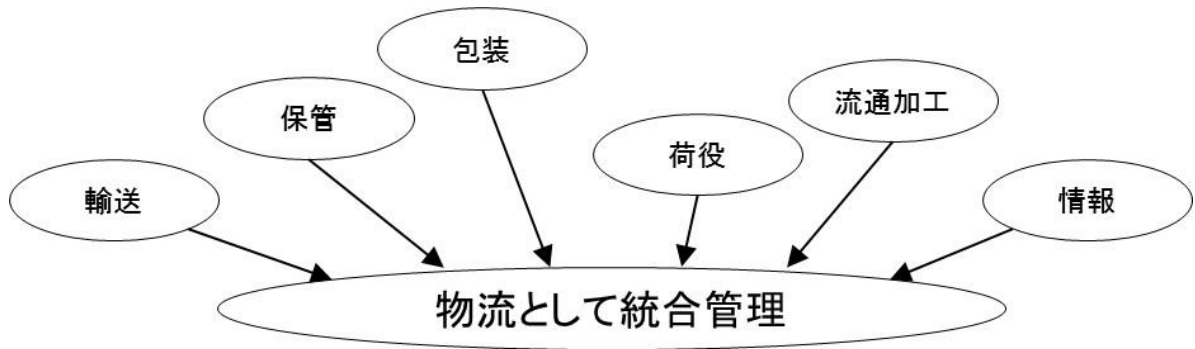 輸送
保管
包装
荷役
流通加工
情報
物流として統合管理